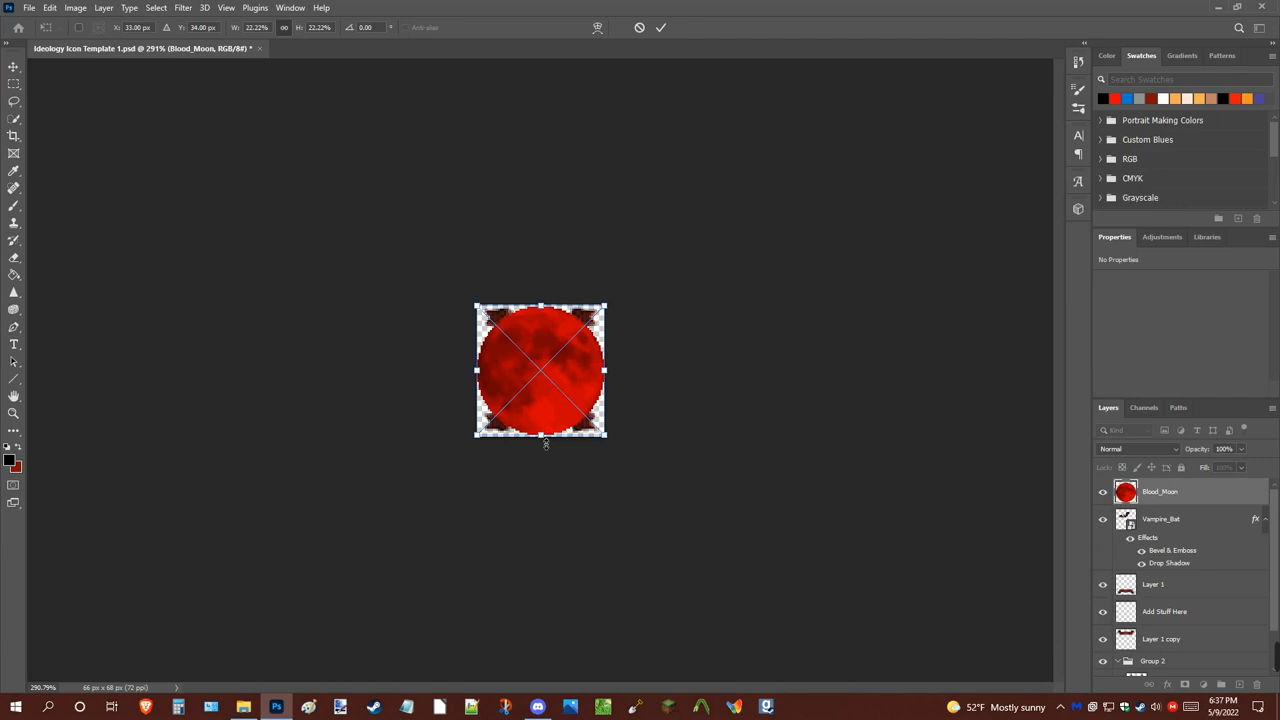 File Edit Image Layer Type Select Filter 3D View Plugins Window Help
X: 33.00 px Y: 34.00 px W: 22.22% H: 22.22% 0.00 ° Anti-alias
Ideology Icon Template 1.psd @ 291% (Blood_Moon, RGB/8#) * ×
Color Swatches Gradients Patterns
Search Swatches
Portrait Making Colors
Custom Blues
RGB
CMYK
Grayscale
Properties Adjustments Libraries
No Properties
Layers Channels Paths
Kind
Normal Opacity: 100%
Lock: Fill: 100%
Blood_Moon
Vampire_Bat fx
Effects
Bevel & Emboss
Drop Shadow
Layer 1
Add Stuff Here
Layer 1 copy
Group 2
290.79% 66 px x 68 px (72 ppi)
52°F Mostly sunny
6:37 PM
5/9/2022